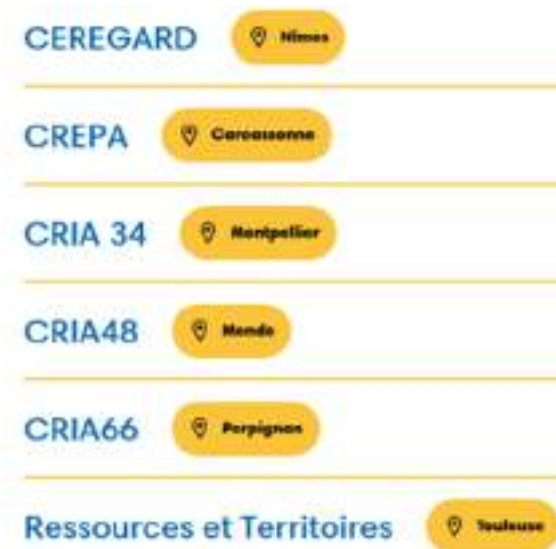 CEREGARD Nîmes
CREPA Carcassonne
CRIA 34 Montpellier
CRIA48 Mende
CRIA66 Perpignan
Ressources et Territoires Toulouse